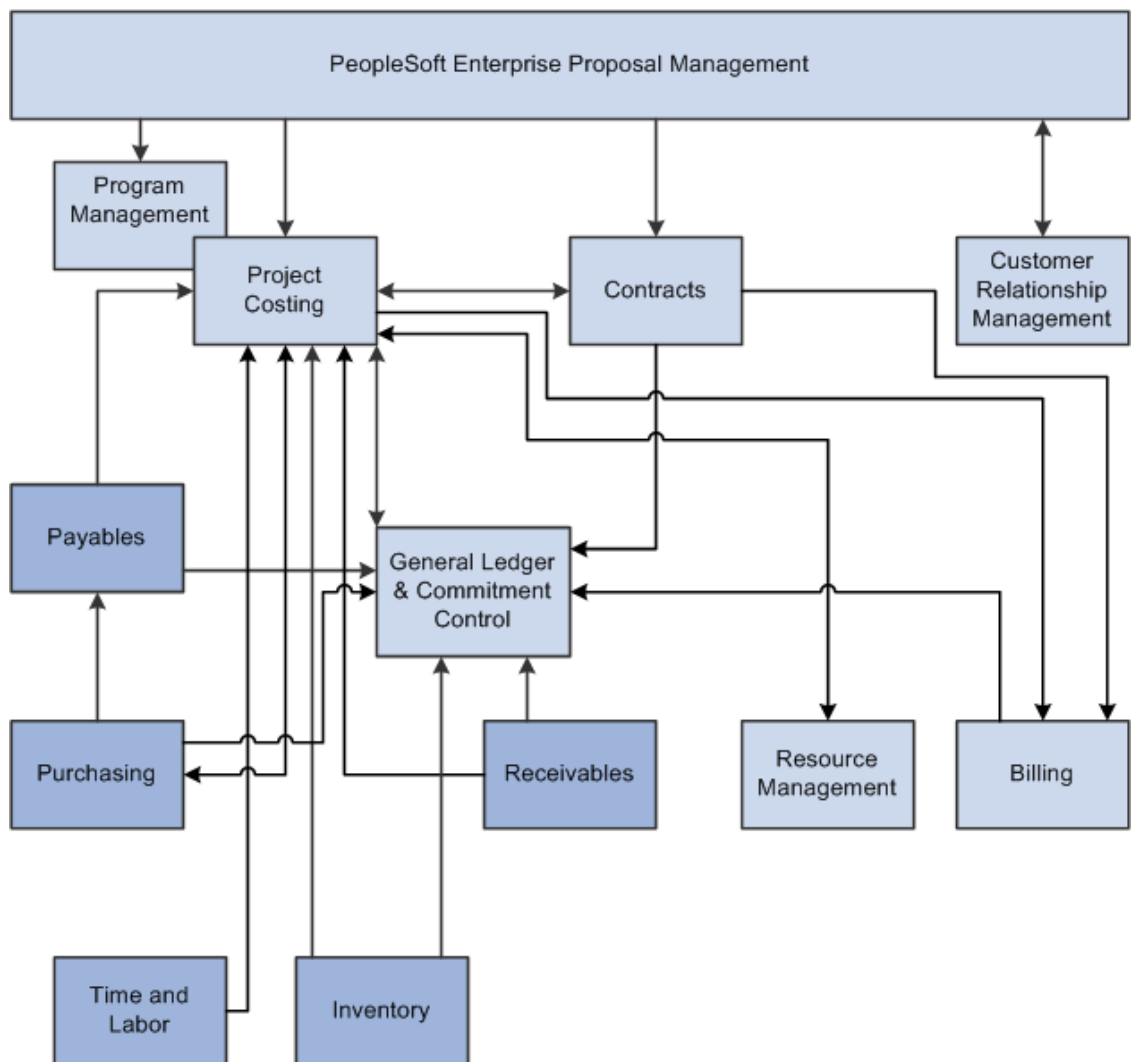 PeopleSoft Enterprise Proposal Management
Program
Management
Project
Costing
Contracts
Customer
Relationship
Management
Payables
General Ledger
& Commitment
Control
Purchasing
Receivables
Resource
Management
Billing
Time and
Labor
Inventory